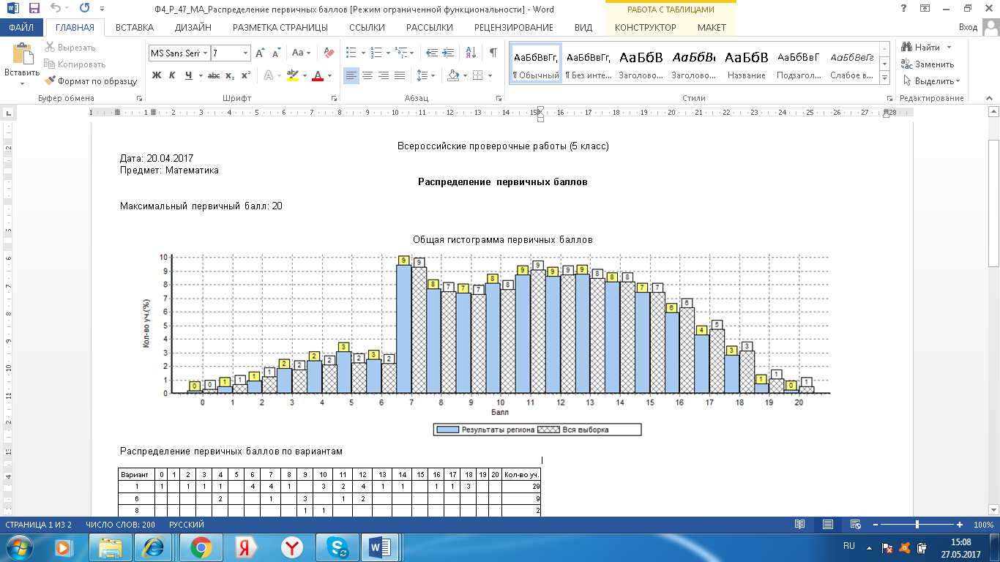 Ф4_Р_47_МА_Распределение первичных баллов [Режим ограниченной функциональности] - Word
РАБОТА С ТАБЛИЦАМИ
ФАЙЛ ГЛАВНАЯ ВСТАВКА ДИЗАЙН РАЗМЕТКА СТРАНИЦЫ ССЫЛКИ РАССЫЛКИ РЕЦЕНЗИРОВАНИЕ ВИД КОНСТРУКТОР МАКЕТ Вход
Вставить
Вырезать
Копировать
Формат по образцу
Буфер обмена
MS Sans Seri 7
Ж К Ч abc x₂ x²
Шрифт
Абзац
АаБбВвГг, АаБбВвГг, АаБбВ АаБбВ АаБбВ АаБбВвГ АаБбВвГг
¶ Обычный ¶ Без инте... Заголово... Заголово... Название Подзагол... Слабое в...
Стили
Найти
Заменить
Выделить
Редактирование
Всероссийские проверочные работы (5 класс)
Дата: 20.04.2017
Предмет: Математика
Распределение первичных баллов
Максимальный первичный балл: 20
Общая гистограмма первичных баллов
Кол-во уч.(%)
10
9
8
7
6
5
4
3
2
1
0
0 0 1 1 1 1 2 2 2 2 3 2 3 2 9 9 8 7 7 7 8 8 9 9 9 9 9 8 8 8 7 7 6 6 4 5 3 3 1 1 0 1
0 1 2 3 4 5 6 7 8 9 10 11 12 13 14 15 16 17 18 19 20
Балл
Результаты региона Вся выборка
Распределение первичных баллов по вариантам
Вариант 0 1 2 3 4 5 6 7 8 9 10 11 12 13 14 15 16 17 18 19 20 Кол-во уч.
1 1 1 1 1 4 4 1 3 2 4 1 1 1 1 3 29
6 2 1 3 1 2 9
8 1 1 2
СТРАНИЦА 1 ИЗ 2 ЧИСЛО СЛОВ: 200 РУССКИЙ 100%
RU 15:08
27.05.2017